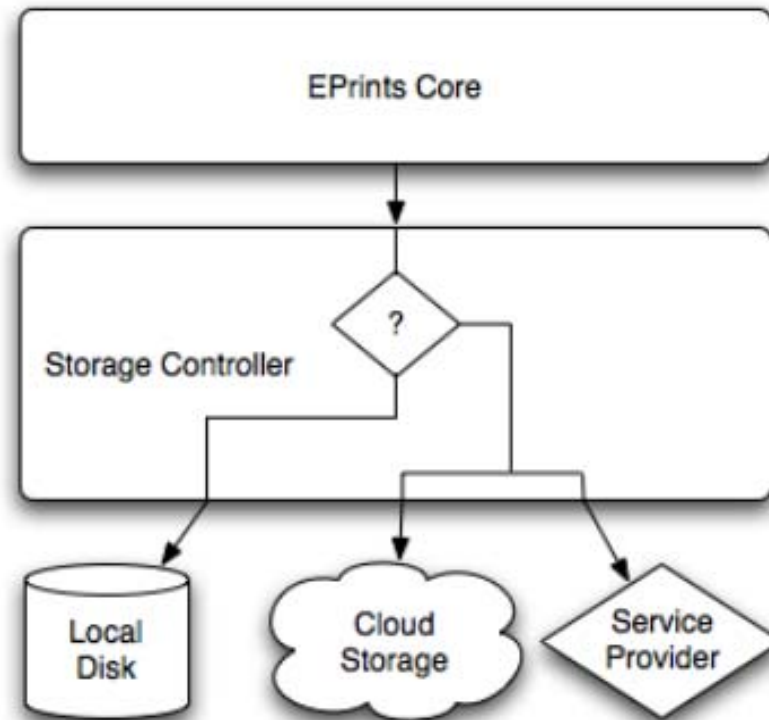 EPrints Core
?
Storage Controller
Local
Disk
Cloud
Storage
Service
Provider